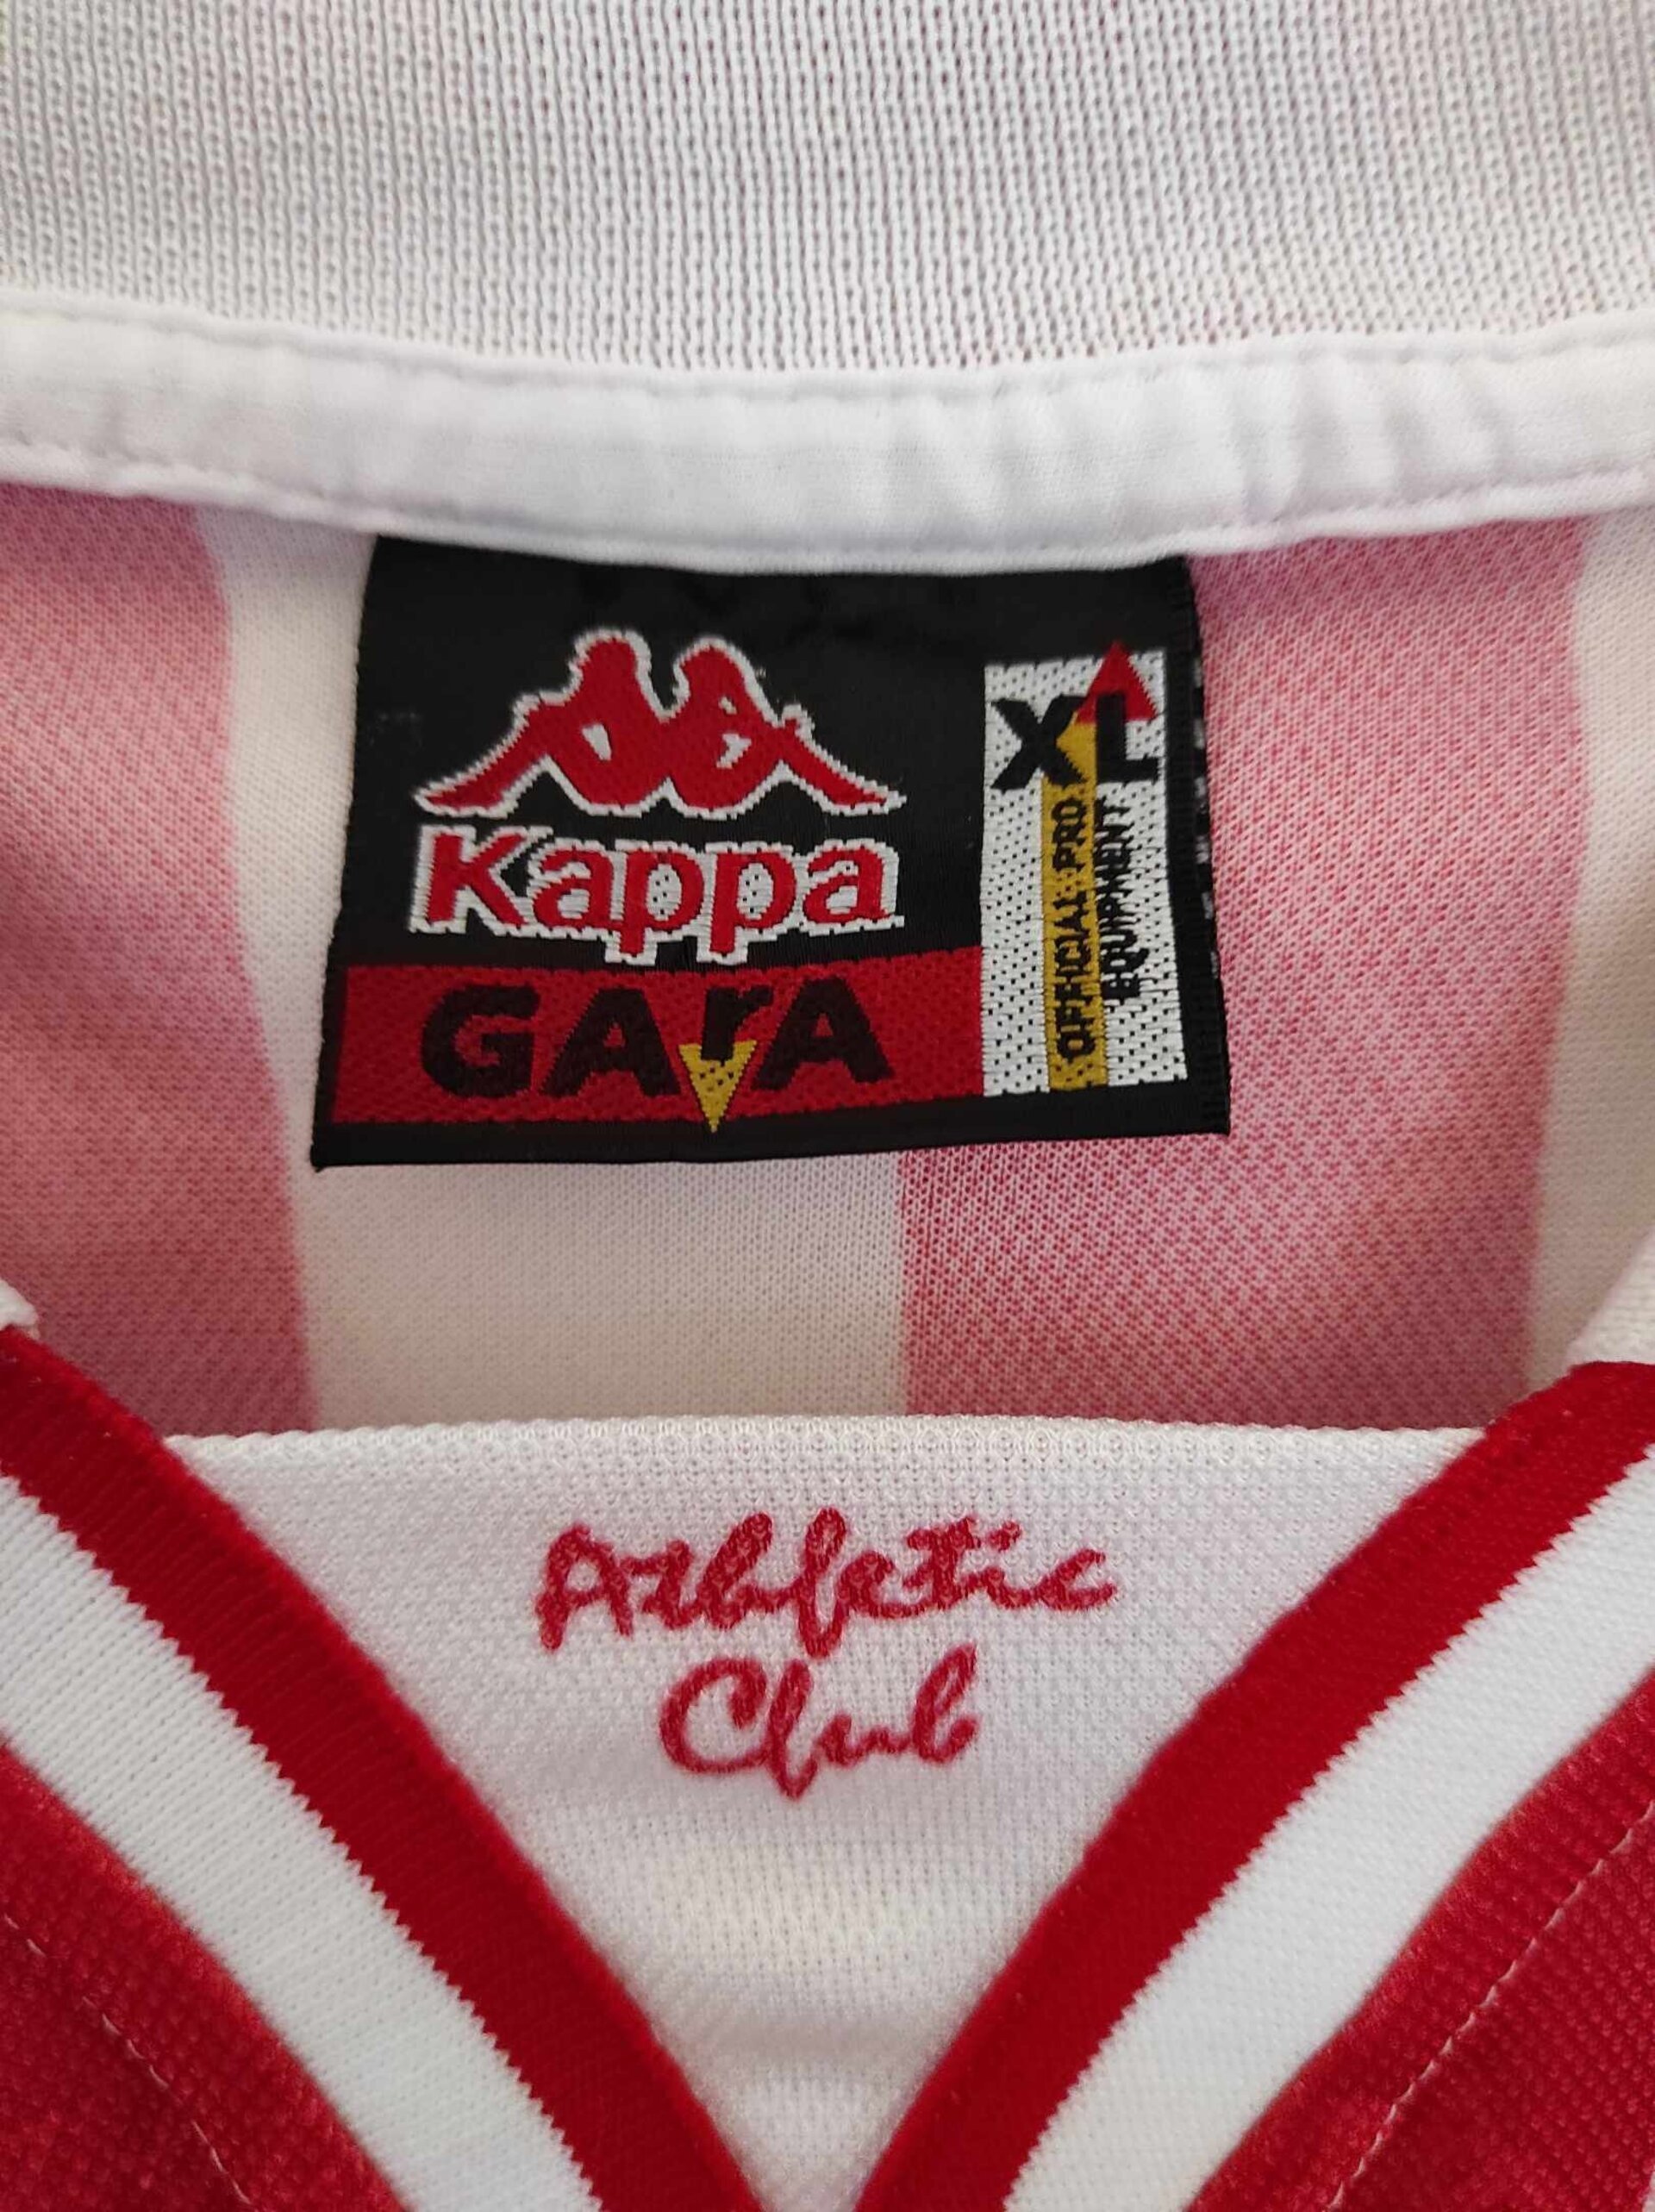 Kappa
GArA
XL
OFFICIAL PRO
EQUIPMENT
Athletic
Club